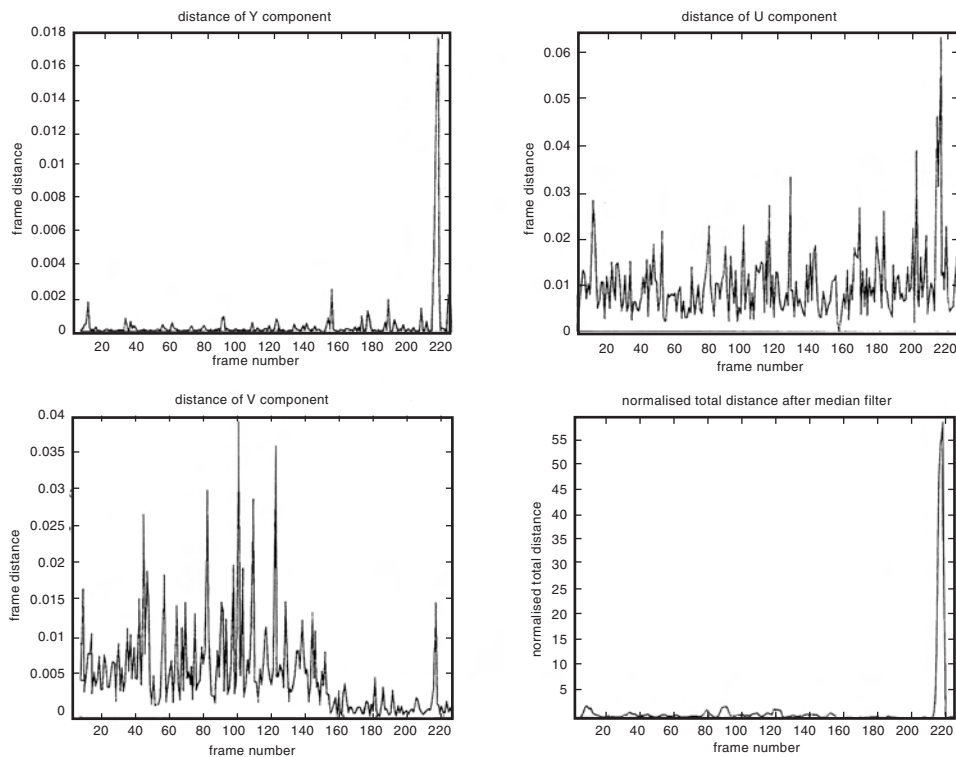 distance of Y component
0.018
0.016
0.014
0.012
0.01
0.008
0.006
0.004
0.002
0
frame distance
20 40 60 80 100 120 140 160 180 200 220
frame number
distance of U component
0.06
0.05
0.04
0.03
0.02
0.01
0
frame distance
20 40 60 80 100 120 140 160 180 200 220
frame number
distance of V component
0.04
0.035
0.03
0.025
0.02
0.015
0.01
0.005
0
frame distance
20 40 60 80 100 120 140 160 180 200 220
frame number
normalised total distance after median filter
55
50
45
40
35
30
25
20
15
10
5
normalised total distance
20 40 60 80 100 120 140 160 180 200 220
frame number